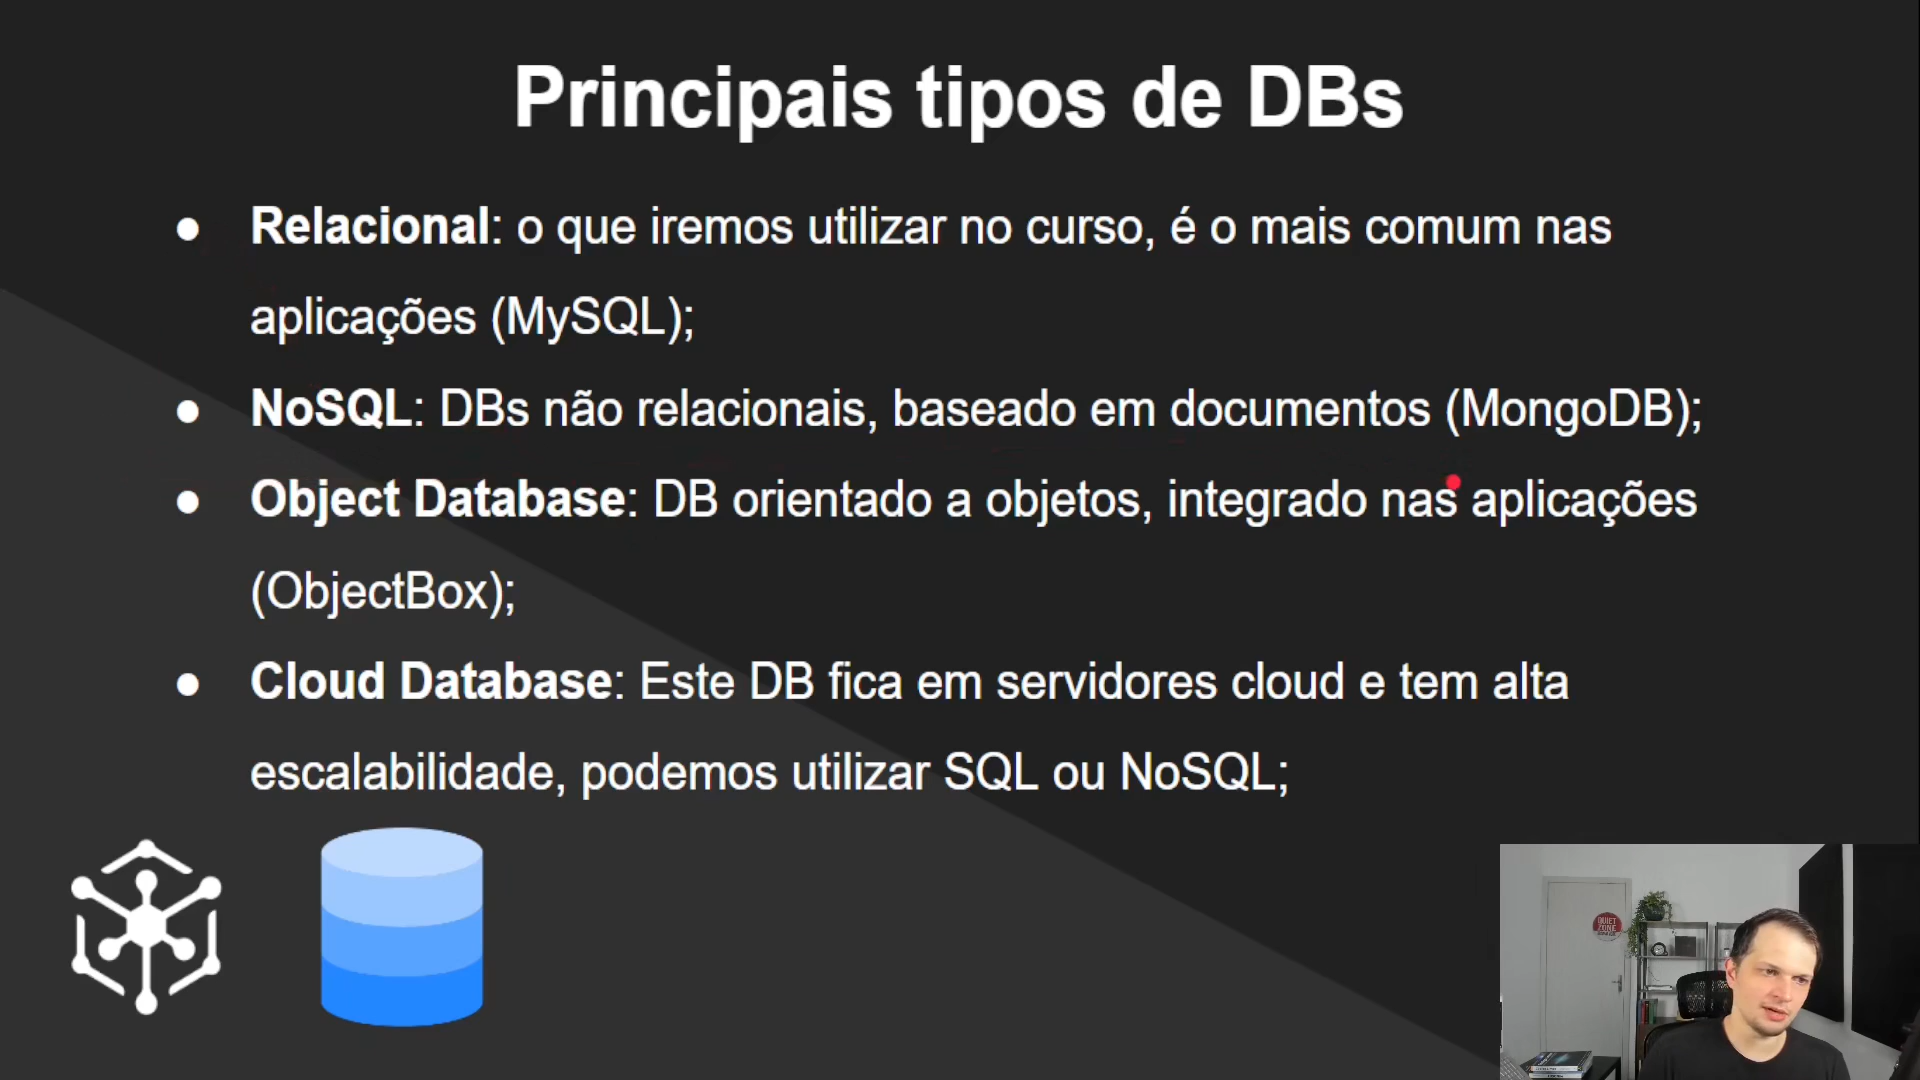 Principais tipos de DBs
● Relacional: o que iremos utilizar no curso, é o mais comum nas
aplicações (MySQL);
● NoSQL: DBs não relacionais, baseado em documentos (MongoDB);
● Object Database: DB orientado a objetos, integrado nas aplicações
(ObjectBox);
● Cloud Database: Este DB fica em servidores cloud e tem alta
escalabilidade, podemos utilizar SQL ou NoSQL;
QUIET
ZONE